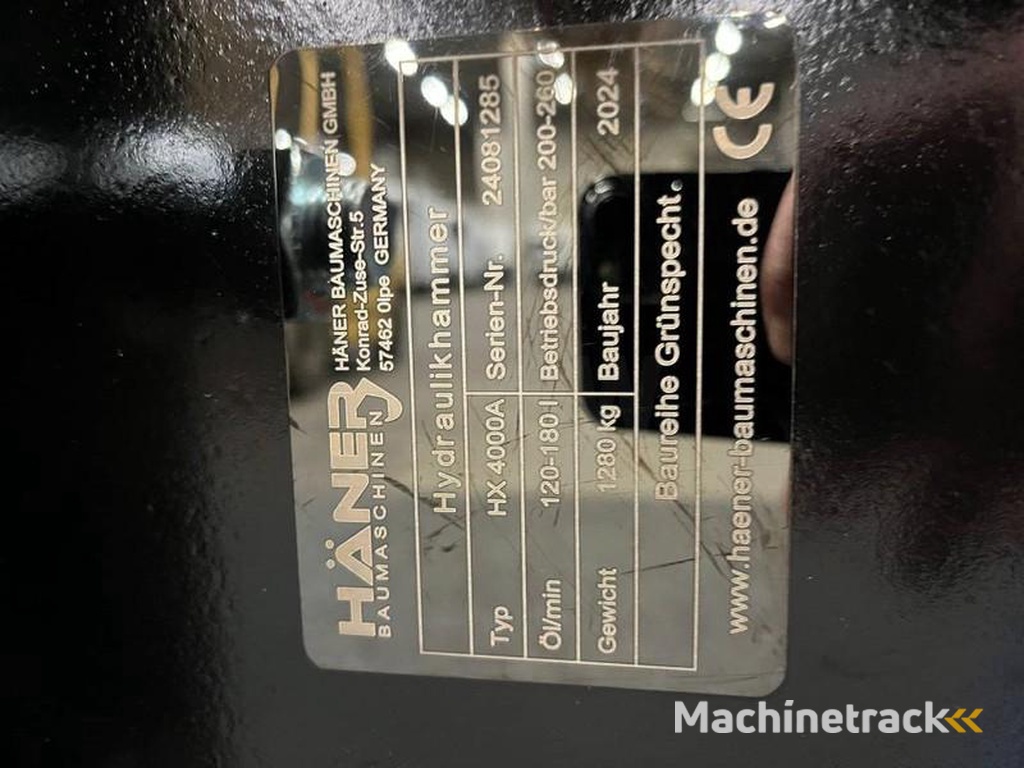 HÄNER
BAUMASCHINEN
HÄNER BAUMASCHINEN GMBH
Konrad-Zuse-Str.5
57462 Olpe GERMANY
Hydraulikhammer
Typ HX 4000A Serien-Nr. 24081285
Öl/min 120-180 l Betriebsdruck/bar 200-260
Gewicht 1280 kg Baujahr 2024
Baureihe Grünspecht
www.haener-baumaschinen.de CE
Machinetrack